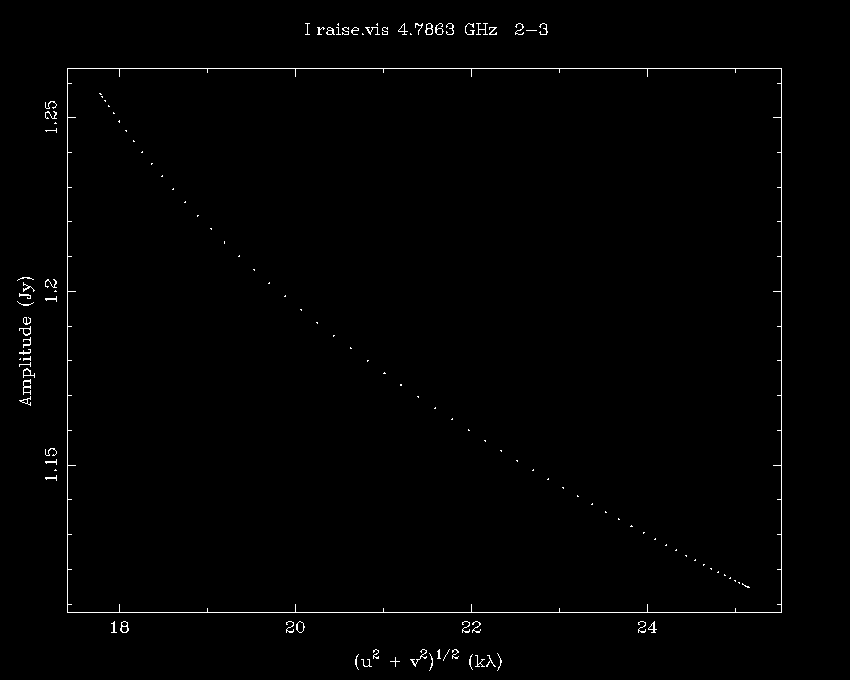 I raise.vis 4.7863 GHz 2-3
1.25
1.2
1.15
Amplitude (Jy)
18 20 22 24
(u² + v²)^1/2 (kλ)